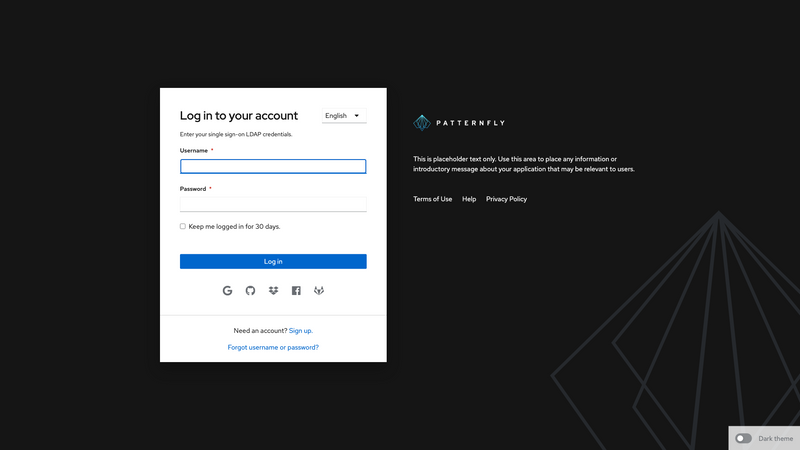 Log in to your account
English
Enter your single sign-on LDAP credentials.
Username *
Password *
Keep me logged in for 30 days.
Log in
Need an account? Sign up.
Forgot username or password?
PATTERNFLY
This is placeholder text only. Use this area to place any information or
introductory message about your application that may be relevant to users.
Terms of Use Help Privacy Policy
Dark theme